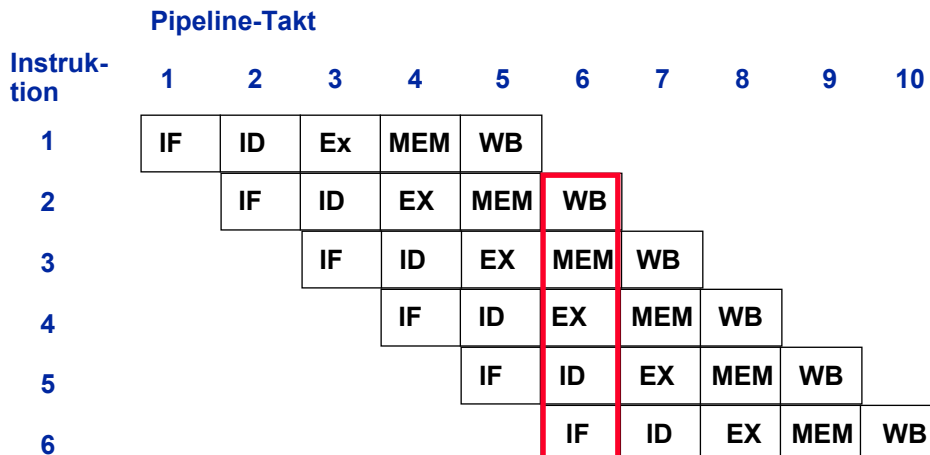 Pipeline-Takt
Instruk-
tion 1 2 3 4 5 6 7 8 9 10
1 IF ID Ex MEM WB
2 IF ID EX MEM WB
3 IF ID EX MEM WB
4 IF ID EX MEM WB
5 IF ID EX MEM WB
6 IF ID EX MEM WB